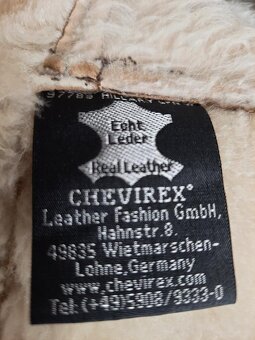 Echt
Leder
Real Leather
CHEVIREX®
Leather Fashion GmbH,
Hahnstr.8.
49835 Wietmarschen-
Lohne,Germany
www.chevirex.com
Tel:(+49)5908/9333-0